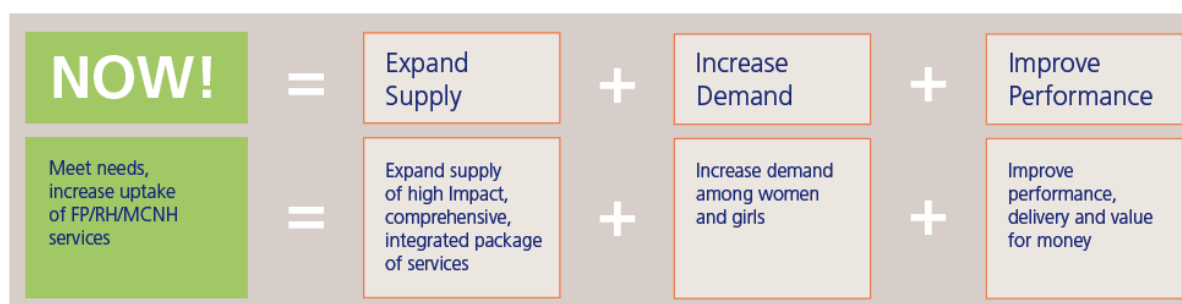 NOW! = Expand Supply + Increase Demand + Improve Performance
Meet needs,
increase uptake
of FP/RH/MCNH
services
=
Expand supply
of high Impact,
comprehensive,
integrated package
of services
+
Increase demand
among women
and girls
+
Improve
performance,
delivery and value
for money